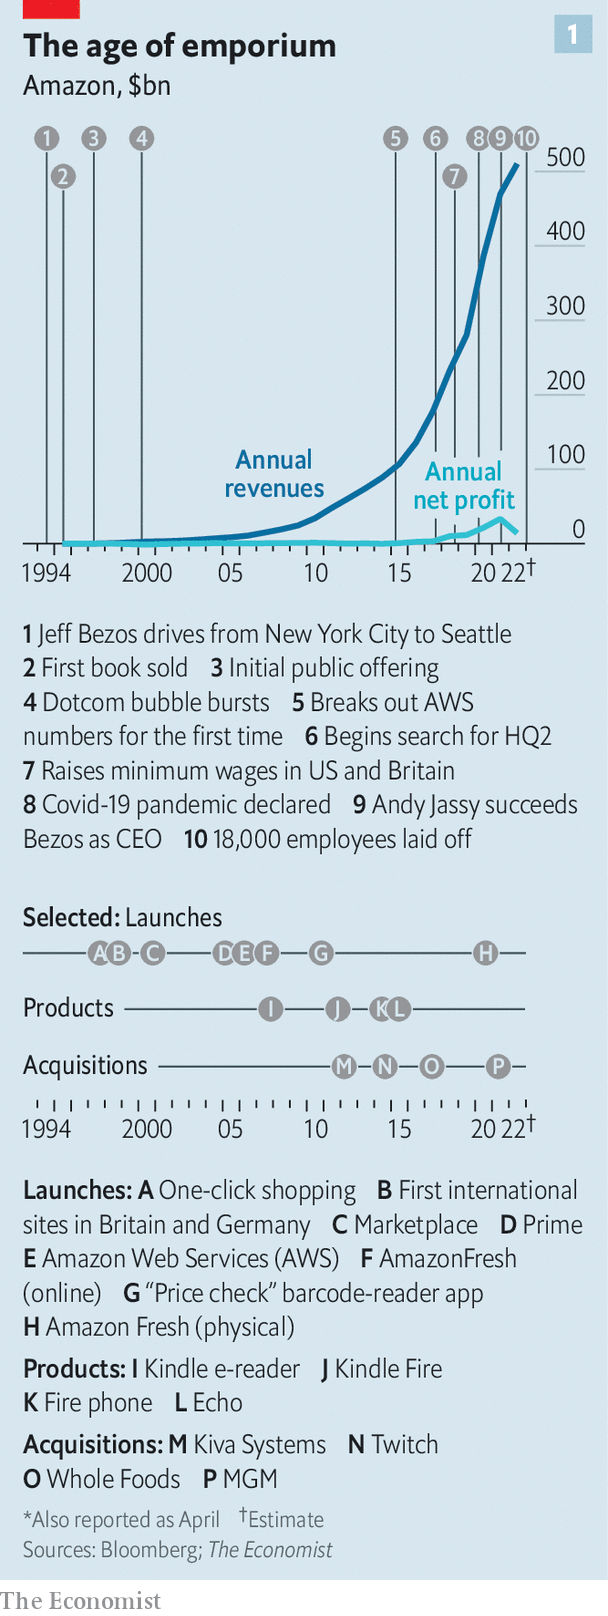 The age of emporium
1
Amazon, $bn
1 3 4 5 6 8 9 10
2 7
500
400
300
200
100
0
Annual
revenues
Annual
net profit
1994 2000 05 10 15 20 22†
1 Jeff Bezos drives from New York City to Seattle
2 First book sold 3 Initial public offering
4 Dotcom bubble bursts 5 Breaks out AWS
numbers for the first time 6 Begins search for HQ2
7 Raises minimum wages in US and Britain
8 Covid-19 pandemic declared 9 Andy Jassy succeeds
Bezos as CEO 10 18,000 employees laid off
Selected: Launches
A B C D E F G H
Products I J K L
Acquisitions M N O P
1994 2000 05 10 15 20 22†
Launches: A One-click shopping B First international
sites in Britain and Germany C Marketplace D Prime
E Amazon Web Services (AWS) F AmazonFresh
(online) G “Price check” barcode-reader app
H Amazon Fresh (physical)
Products: I Kindle e-reader J Kindle Fire
K Fire phone L Echo
Acquisitions: M Kiva Systems N Twitch
O Whole Foods P MGM
*Also reported as April †Estimate
Sources: Bloomberg; The Economist
The Economist